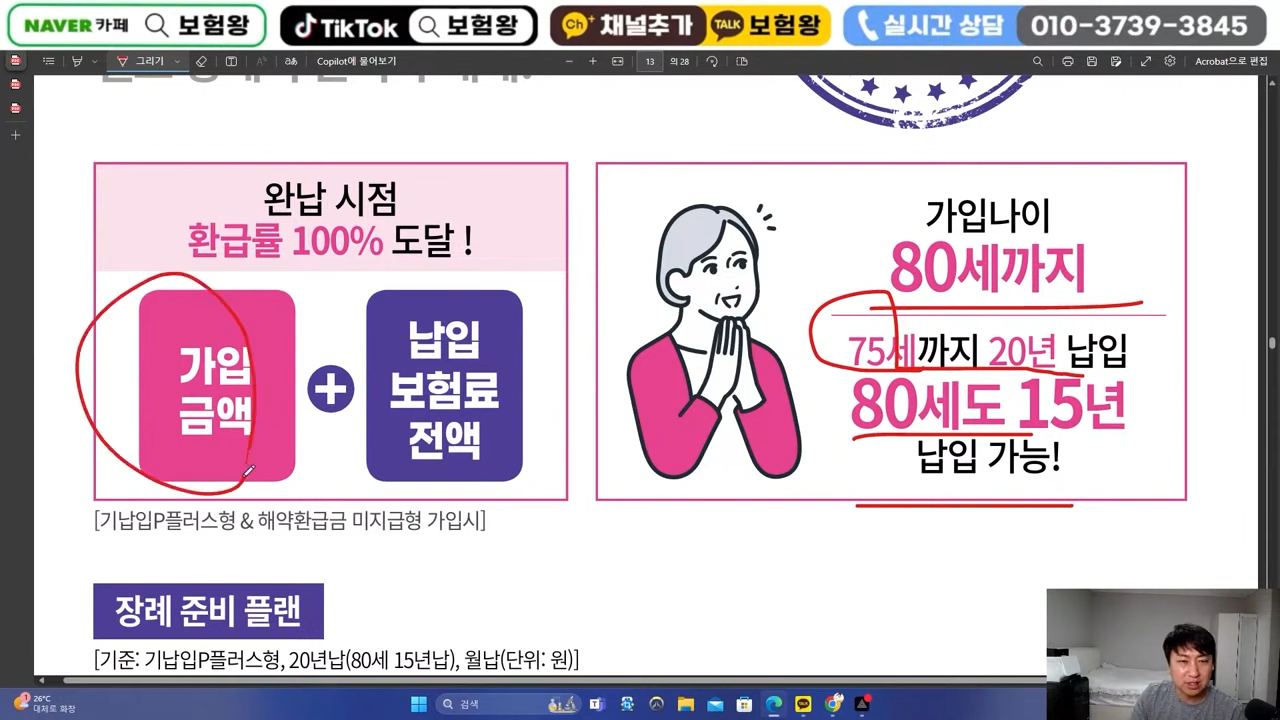 NAVER 카페 보험왕 TikTok 보험왕 Ch+ 채널추가 TALK 보험왕 실시간 상담 010-3739-3845
그리기 Copilot에 물어보기 13 의 28 Acrobat으로 편집
완납 시점
환급률 100% 도달 !
가입
금액
납입
보험료
전액
[기납입P플러스형 & 해약환급금 미지급형 가입시]
가입나이
80세까지
75세까지 20년 납입
80세도 15년
납입 가능!
장례 준비 플랜
[기준: 기납입P플러스형, 20년납(80세 15년납), 월납(단위: 원)]
26°C
대체로 화창
검색